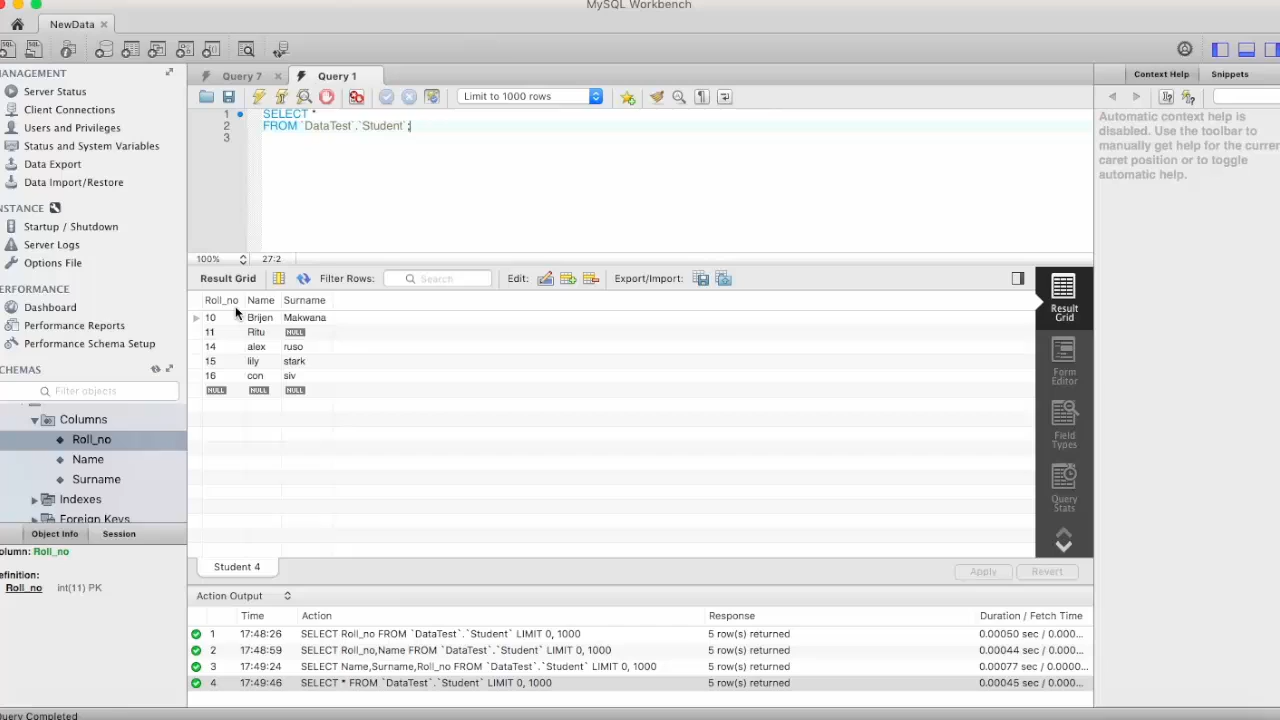 MySQL Workbench
NewData
MANAGEMENT
Server Status
Client Connections
Users and Privileges
Status and System Variables
Data Export
Data Import/Restore
NSTANCE
Startup / Shutdown
Server Logs
Options File
ERFORMANCE
Dashboard
Performance Reports
Performance Schema Setup
CHEMAS
Filter objects
Columns
Roll_no
Name
Surname
Indexes
Foreign Keys
Object Info Session
olumn: Roll_no
efinition:
Roll_no int(11) PK
Query Completed
Query 7 Query 1
Limit to 1000 rows
1 SELECT *
2 FROM `DataTest`.`Student`;
3
100% 27:2
Result Grid Filter Rows: Search Edit: Export/Import:
Roll_no Name Surname
10 Brijen Makwana
11 Ritu NULL
14 alex ruso
15 lily stark
16 con siv
NULL NULL NULL
Result Grid
Form Editor
Field Types
Query Stats
Student 4 Apply Revert
Action Output
Time Action Response Duration / Fetch Time
1 17:48:26 SELECT Roll_no FROM `DataTest`.`Student` LIMIT 0, 1000 5 row(s) returned 0.00050 sec / 0.000...
2 17:48:59 SELECT Roll_no,Name FROM `DataTest`.`Student` LIMIT 0, 1000 5 row(s) returned 0.00044 sec / 0.000...
3 17:49:24 SELECT Name,Surname,Roll_no FROM `DataTest`.`Student` LIMIT 0, 1000 5 row(s) returned 0.00077 sec / 0.0000...
4 17:49:46 SELECT * FROM `DataTest`.`Student` LIMIT 0, 1000 5 row(s) returned 0.00045 sec / 0.000...
Context Help Snippets
Automatic context help is
disabled. Use the toolbar to
manually get help for the curren
caret position or to toggle
automatic help.